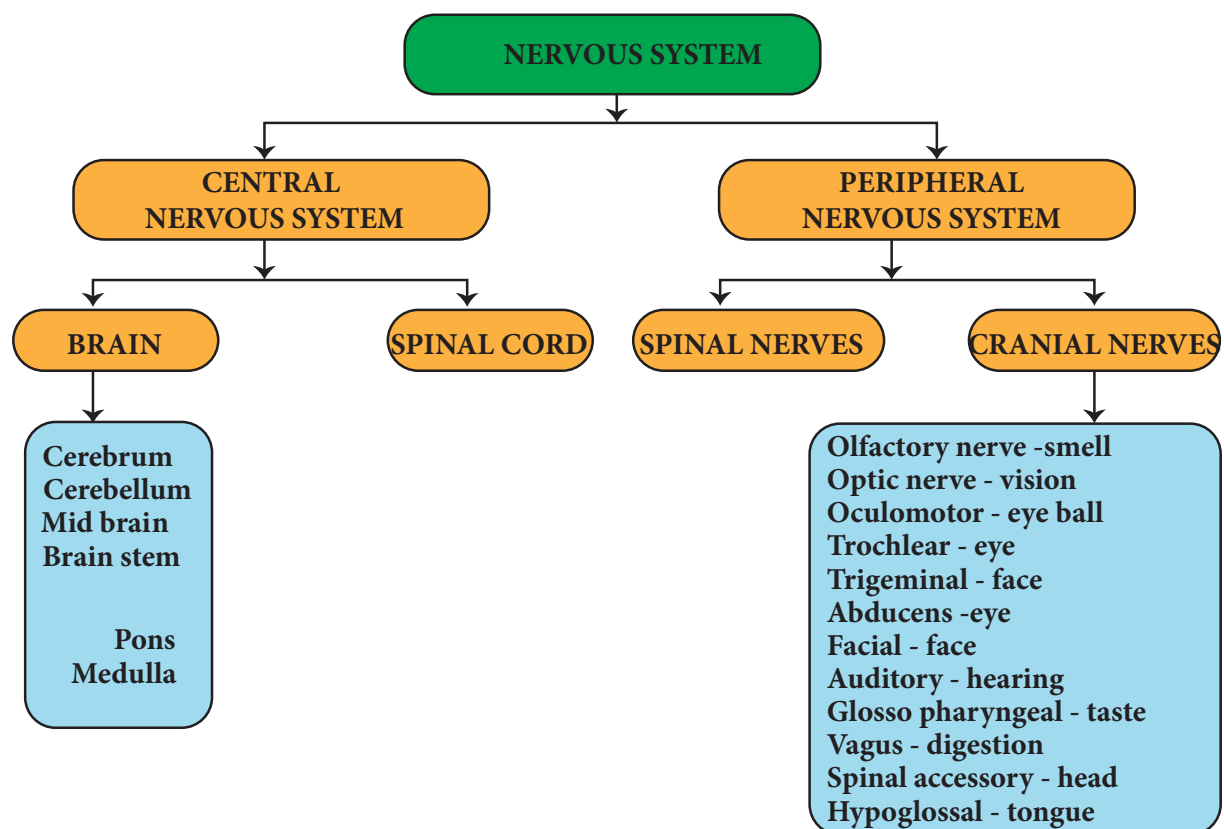 NERVOUS SYSTEM
CENTRAL
NERVOUS SYSTEM
PERIPHERAL
NERVOUS SYSTEM
BRAIN
SPINAL CORD
SPINAL NERVES
CRANIAL NERVES
Cerebrum
Cerebellum
Mid brain
Brain stem
Pons
Medulla
Olfactory nerve -smell
Optic nerve - vision
Oculomotor - eye ball
Trochlear - eye
Trigeminal - face
Abducens -eye
Facial - face
Auditory - hearing
Glosso pharyngeal - taste
Vagus - digestion
Spinal accessory - head
Hypoglossal - tongue